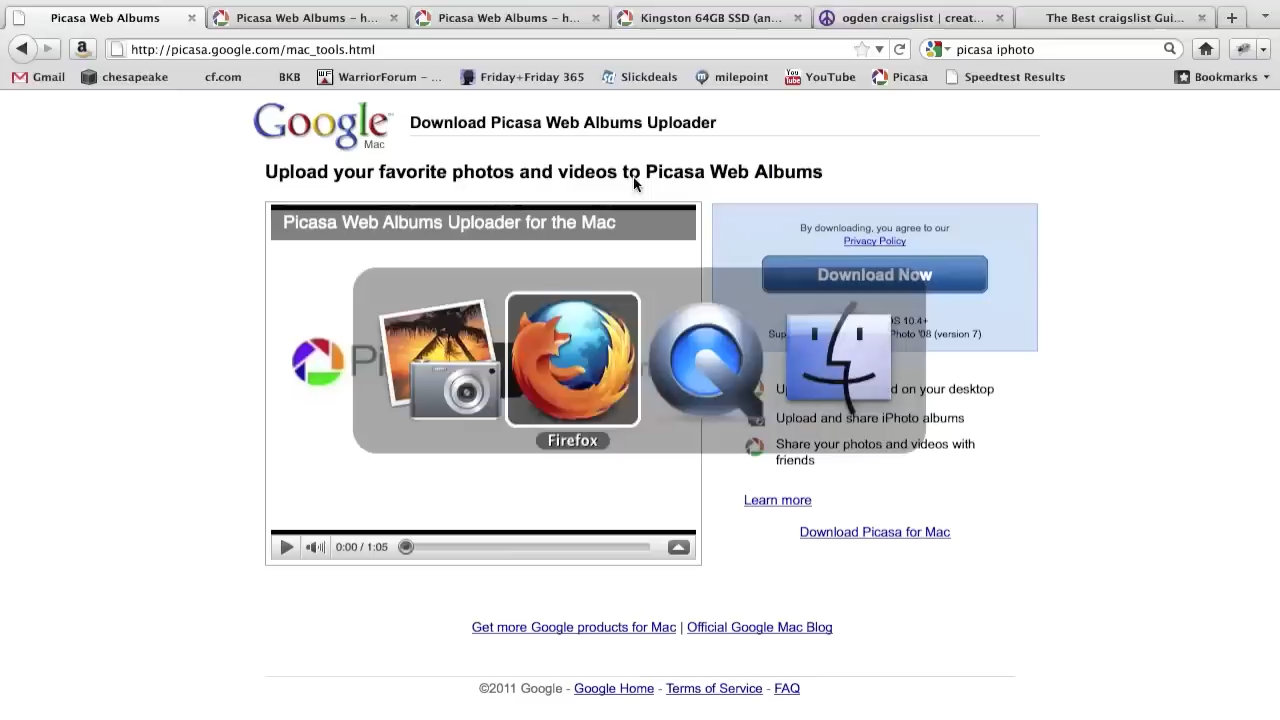 Picasa Web Albums
Picasa Web Albums – h...
Picasa Web Albums – h...
Kingston 64GB SSD (an...
ogden craigslist | creat...
The Best craigslist Gui...
http://picasa.google.com/mac_tools.html
picasa iphoto
Gmail
chesapeake
cf.com
BKB
WarriorForum – ...
Friday+Friday 365
Slickdeals
milepoint
YouTube
Picasa
Speedtest Results
Bookmarks
Google
Mac
Download Picasa Web Albums Uploader
Upload your favorite photos and videos to Picasa Web Albums
Picasa Web Albums Uploader for the Mac
By downloading, you agree to our
Privacy Policy
Download Now
OS 10.4+
iPhoto '08 (version 7)
on your desktop
Upload and share iPhoto albums
Share your photos and videos with
friends
Firefox
Learn more
Download Picasa for Mac
0:00 / 1:05
Get more Google products for Mac | Official Google Mac Blog
©2011 Google - Google Home - Terms of Service - FAQ